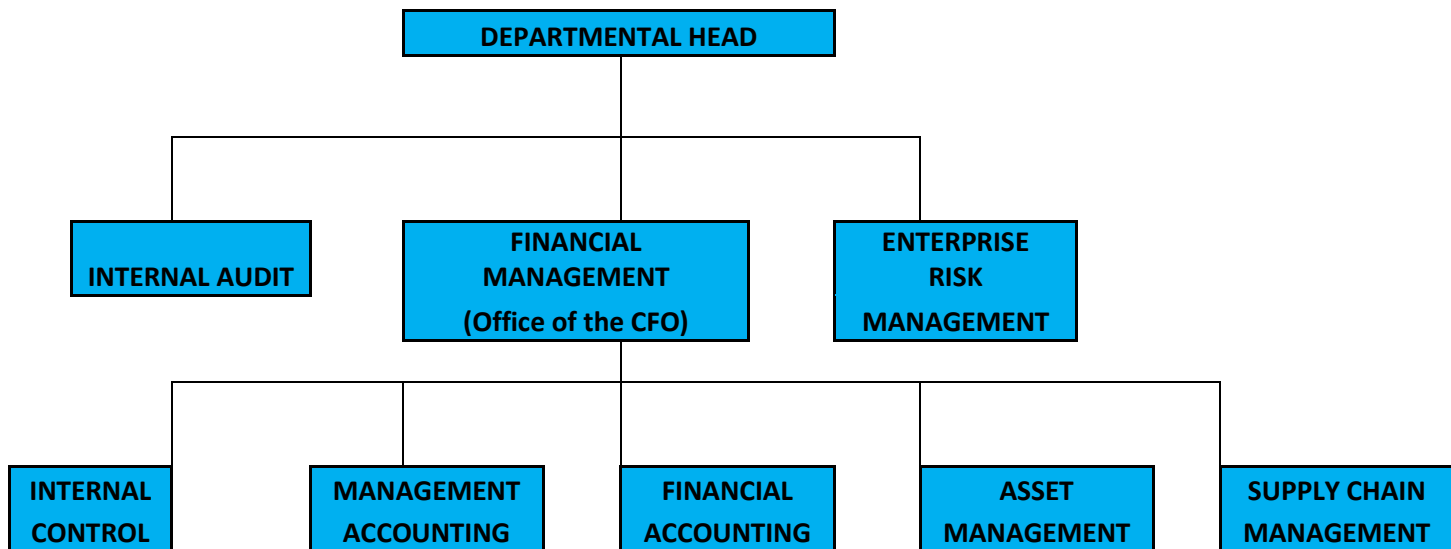 DEPARTMENTAL HEAD
INTERNAL AUDIT
FINANCIAL
MANAGEMENT
(Office of the CFO)
ENTERPRISE
RISK
MANAGEMENT
INTERNAL
CONTROL
MANAGEMENT
ACCOUNTING
FINANCIAL
ACCOUNTING
ASSET
MANAGEMENT
SUPPLY CHAIN
MANAGEMENT